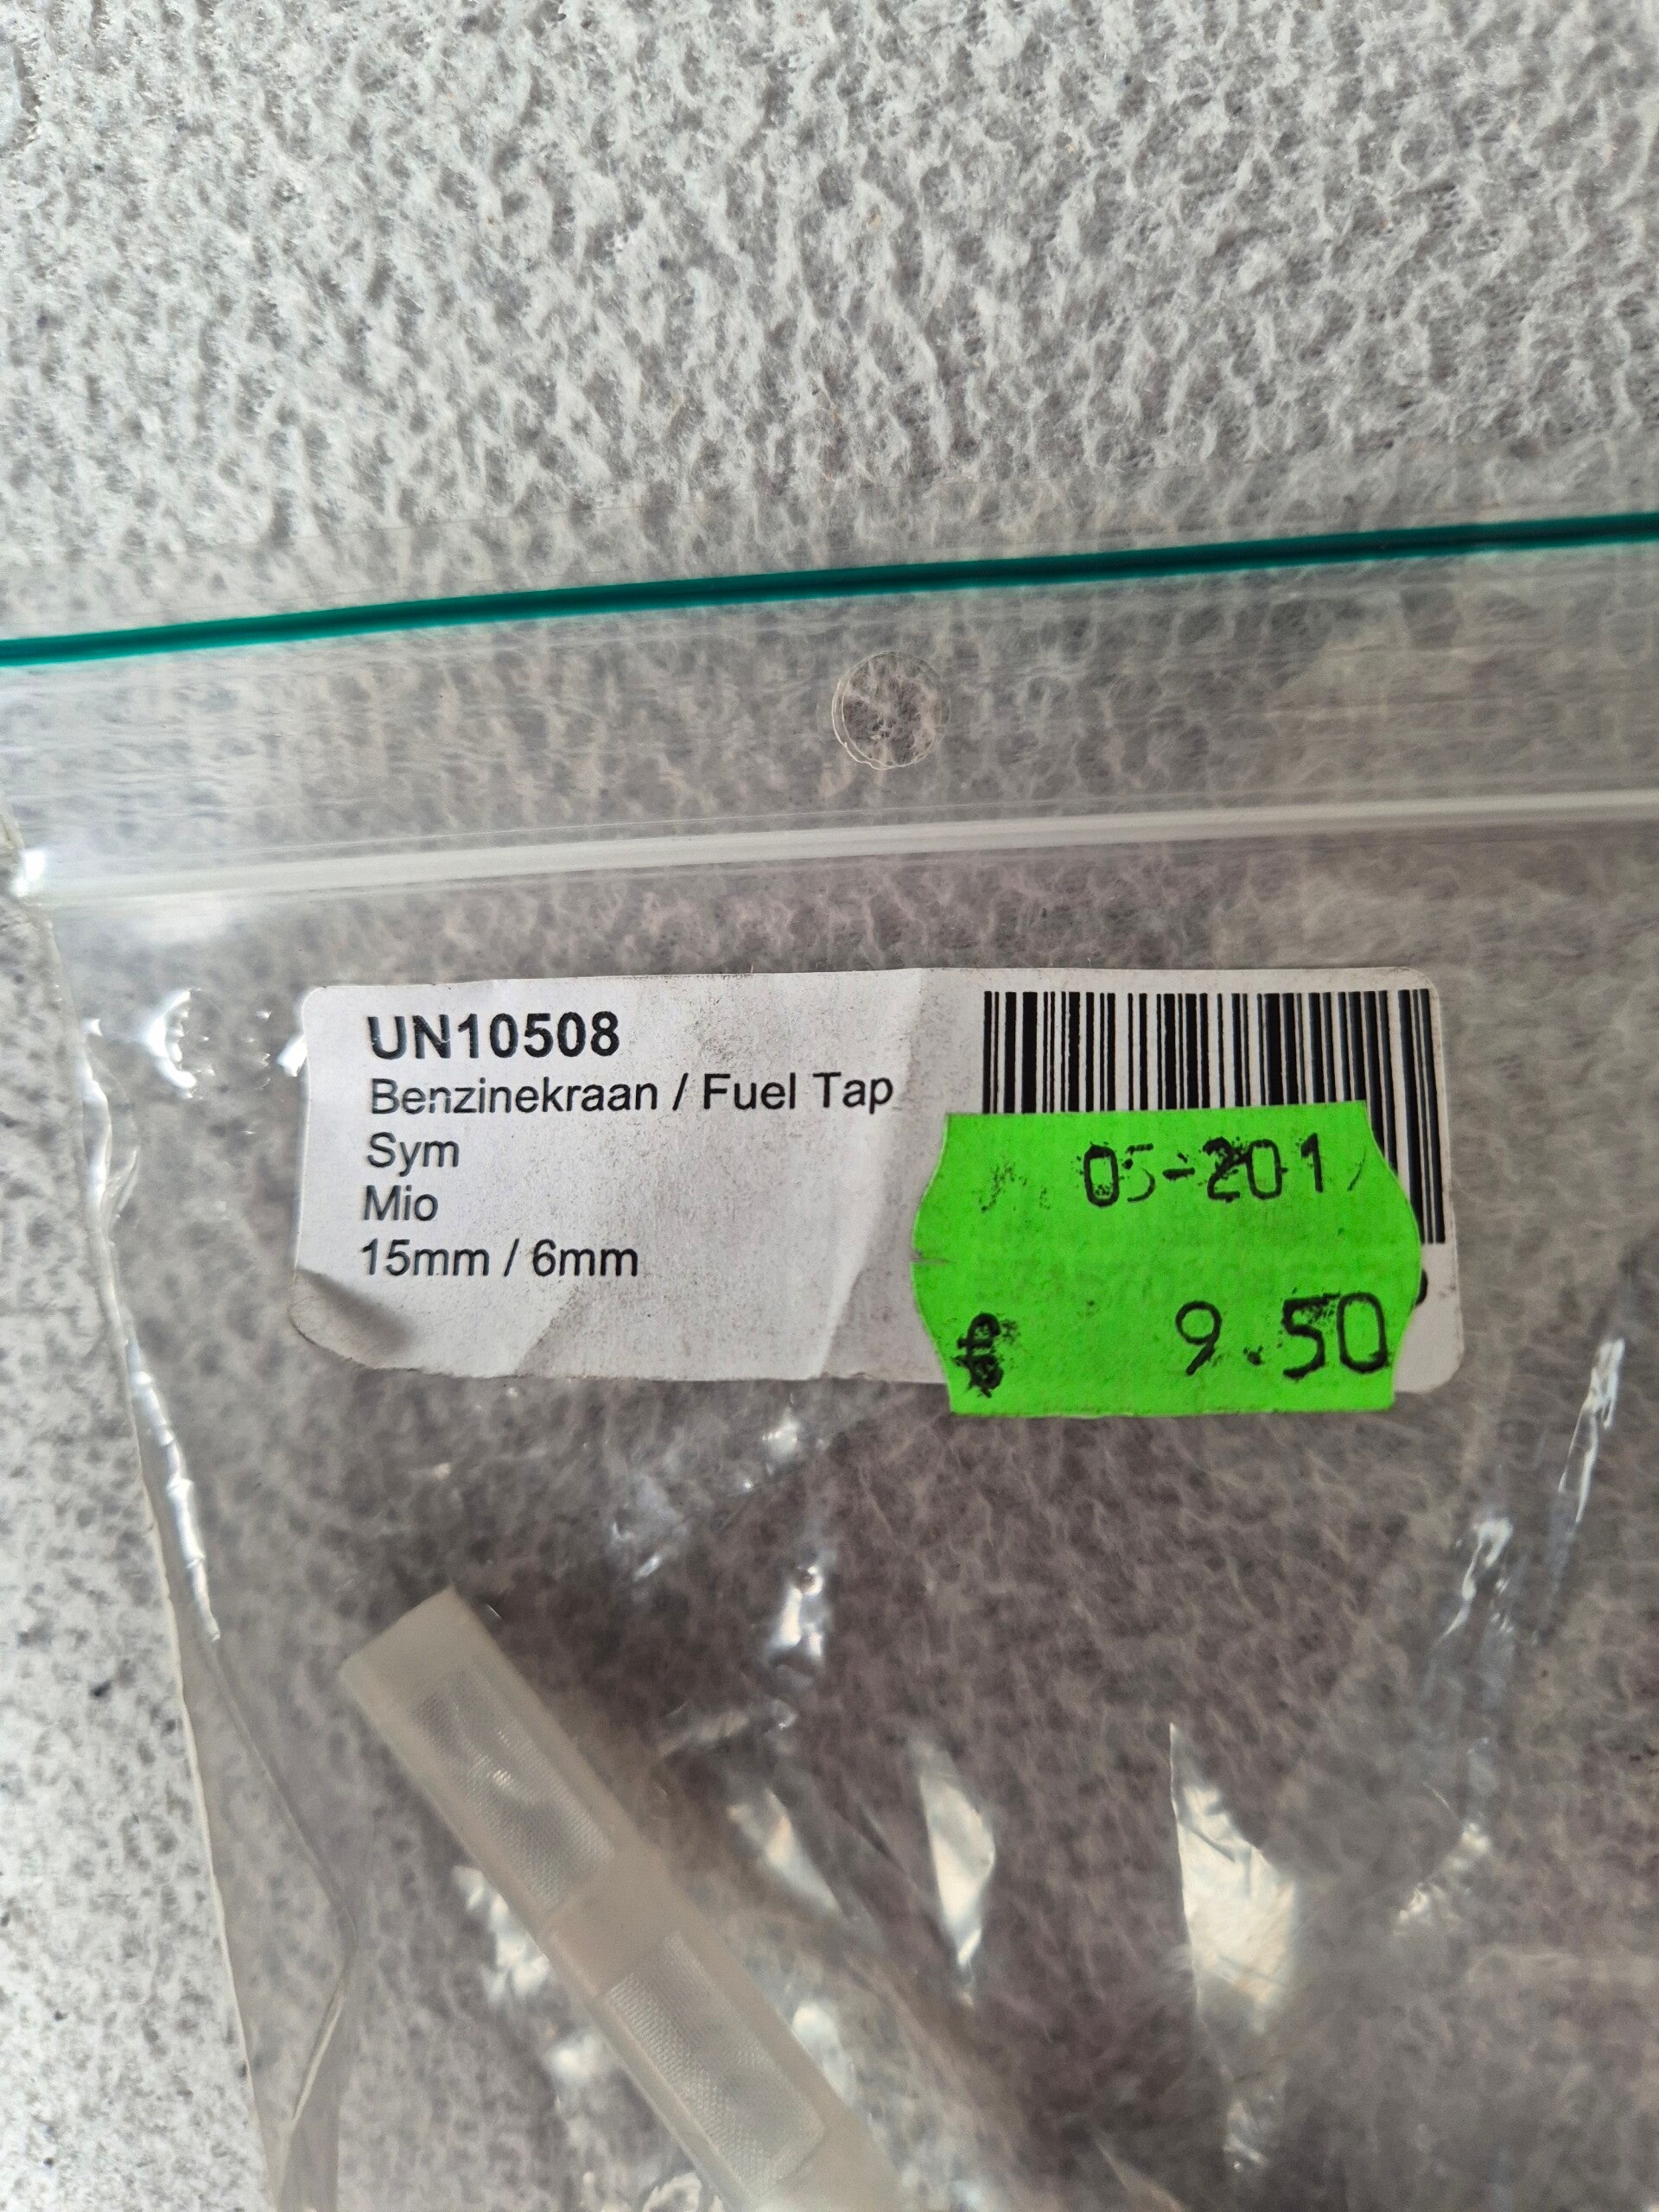 UN10508
Benzinekraan / Fuel Tap
Sym
Mio
15mm / 6mm
9.50